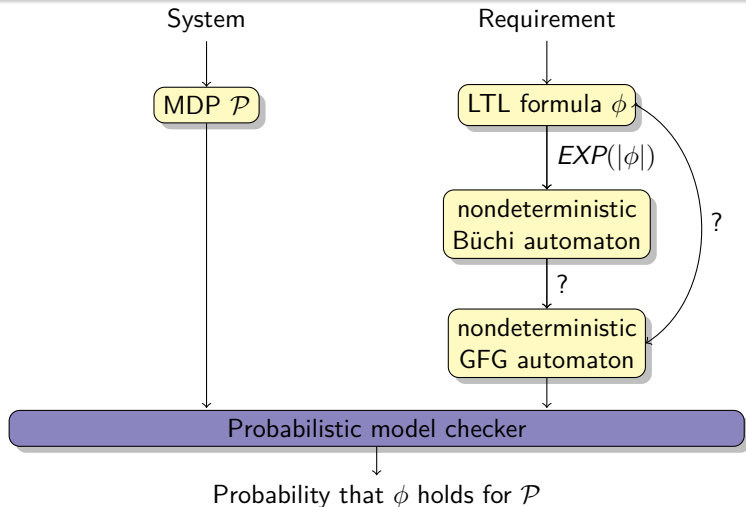 System
Requirement
MDP 𝒫
LTL formula ϕ
EXP(|ϕ|)
nondeterministic
Büchi automaton
?
?
nondeterministic
GFG automaton
Probabilistic model checker
Probability that ϕ holds for 𝒫